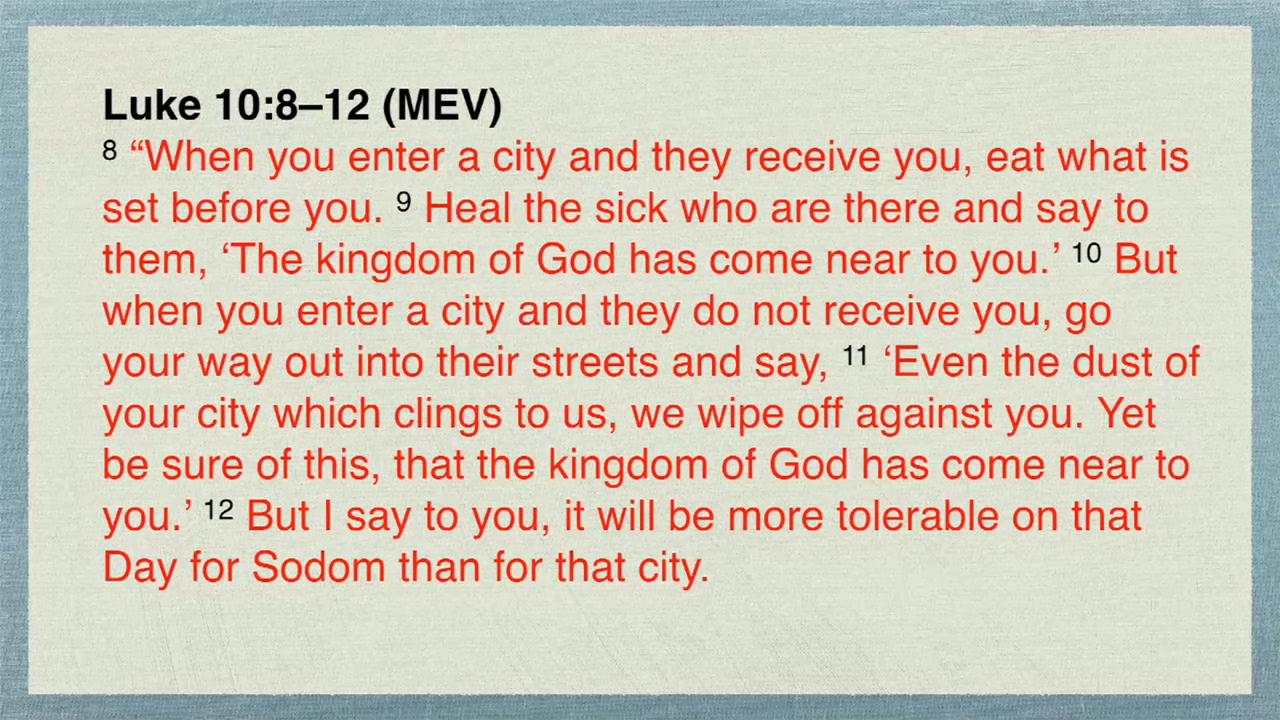 Luke 10:8–12 (MEV)
8 “When you enter a city and they receive you, eat what is
set before you. 9 Heal the sick who are there and say to
them, ‘The kingdom of God has come near to you.’ 10 But
when you enter a city and they do not receive you, go
your way out into their streets and say, 11 ‘Even the dust of
your city which clings to us, we wipe off against you. Yet
be sure of this, that the kingdom of God has come near to
you.’ 12 But I say to you, it will be more tolerable on that
Day for Sodom than for that city.